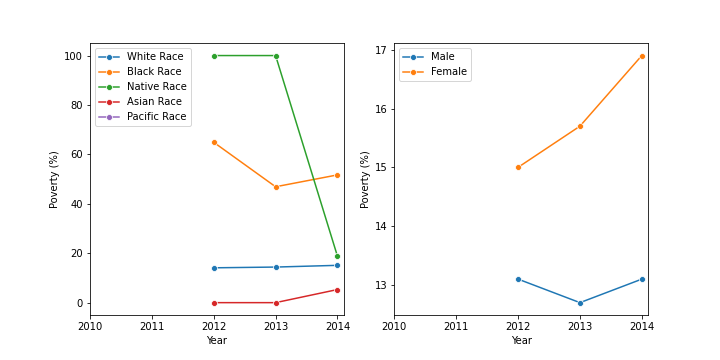 100
80
60
40
20
0
Poverty (%)
White Race
Black Race
Native Race
Asian Race
Pacific Race
2010 2011 2012 2013 2014
Year
17
16
15
14
13
Poverty (%)
Male
Female
2010 2011 2012 2013 2014
Year